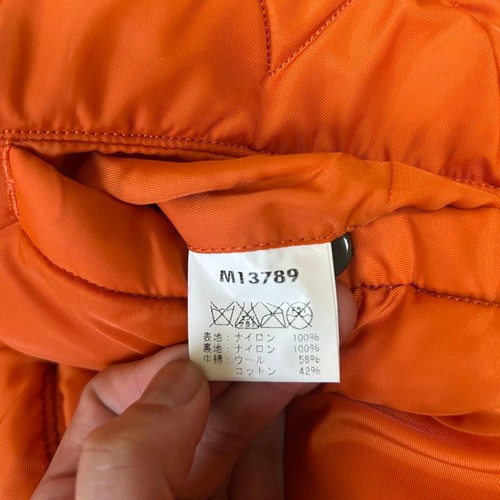 M13789
表地：ナイロン 100%
裏地：ナイロン 100%
中綿：ウール 58%
コットン 42%